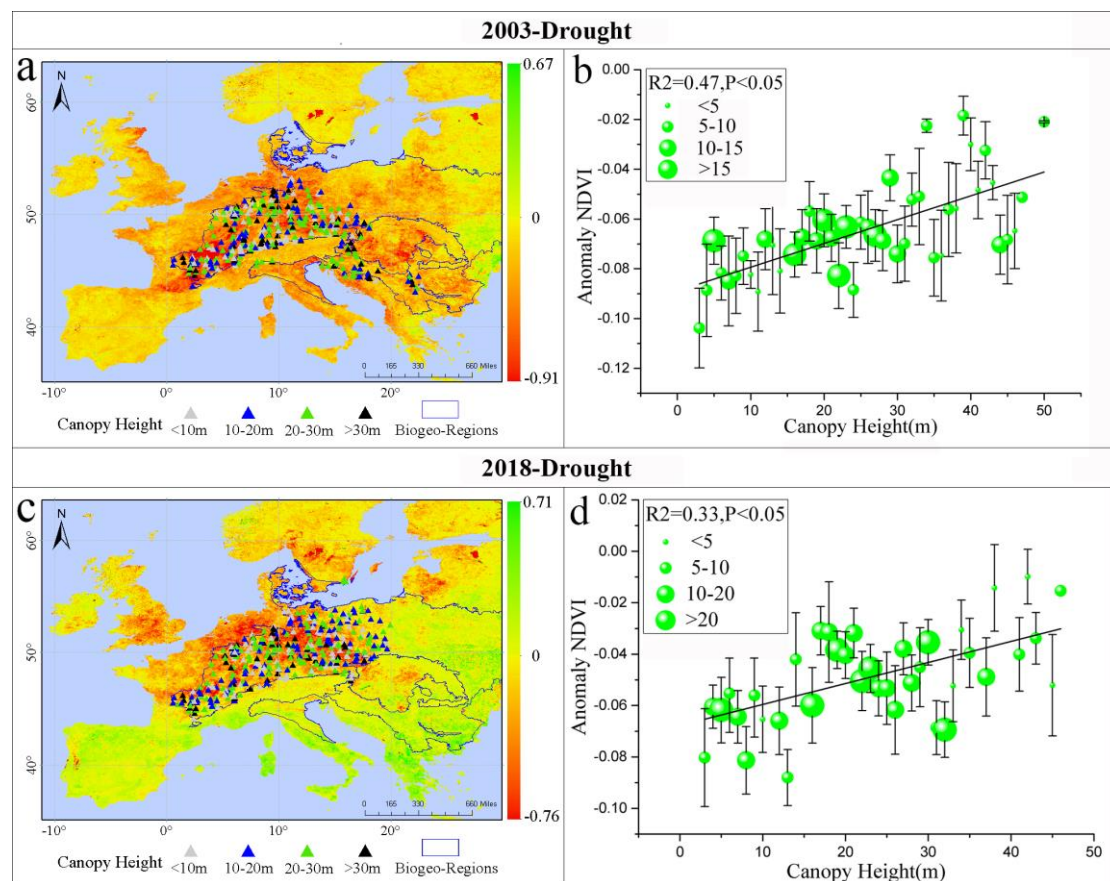 2003-Drought
a
N
60°
50°
40°
-10° 0° 10° 20°
0 165 330 660 Miles
0.67
0
-0.91
Canopy Height <10m 10-20m 20-30m >30m Biogeo-Regions
b
R2=0.47,P<0.05
<5
5-10
10-15
>15
Anomaly NDVI
0.00
-0.02
-0.04
-0.06
-0.08
-0.10
-0.12
0 10 20 30 40 50
Canopy Height(m)
2018-Drought
c
N
60°
50°
40°
-10° 0° 10° 20°
0 165 330 660 Miles
0.71
0
-0.76
Canopy Height <10m 10-20m 20-30m >30m Biogeo-Regions
d
R2=0.33,P<0.05
<5
5-10
10-20
>20
Anomaly NDVI
0.02
0.00
-0.02
-0.04
-0.06
-0.08
-0.10
0 10 20 30 40 50
Canopy Height(m)